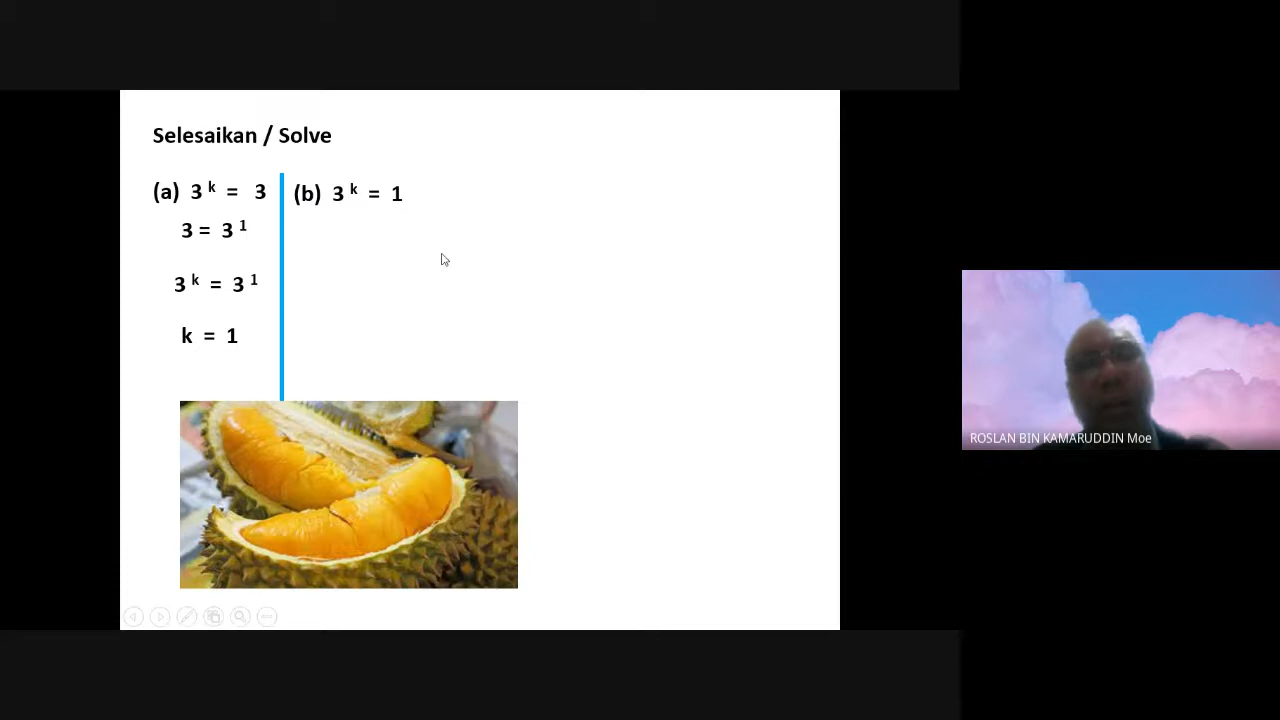 Selesaikan / Solve
(a) 3 ᵏ = 3
3 = 3 ¹
3 ᵏ = 3 ¹
k = 1
(b) 3 ᵏ = 1
ROSLAN BIN KAMARUDDIN Moe